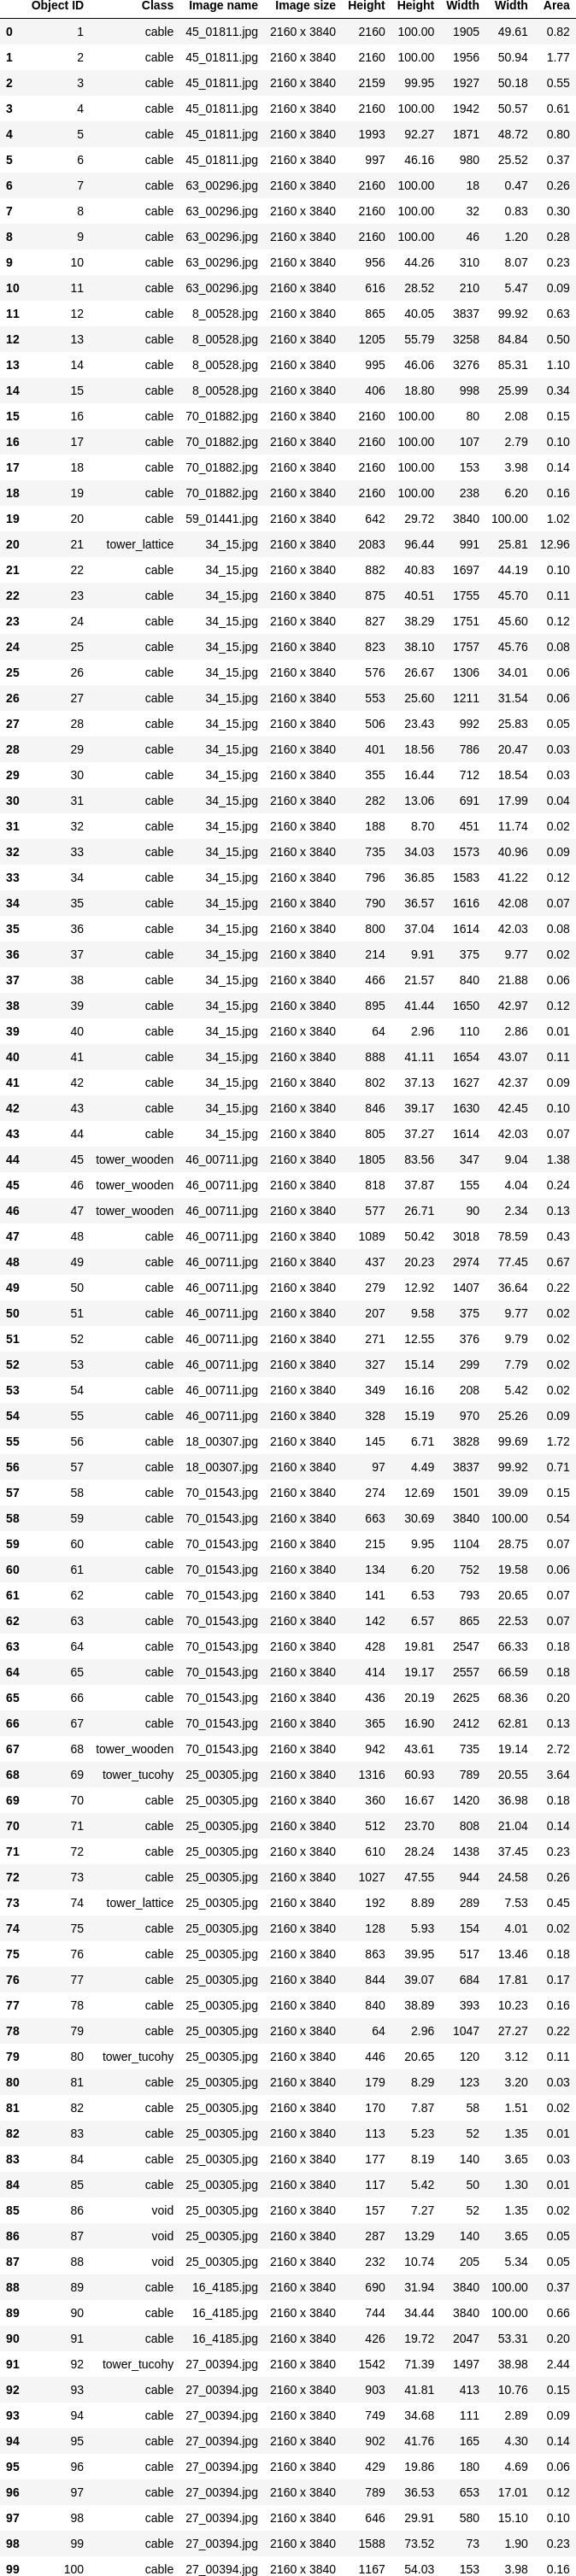 Object ID Class Image name Image size Height Height Width Width Area
0 1 cable 45_01811.jpg 2160 x 3840 2160 100.00 1905 49.61 0.82
1 2 cable 45_01811.jpg 2160 x 3840 2160 100.00 1956 50.94 1.77
2 3 cable 45_01811.jpg 2160 x 3840 2159 99.95 1927 50.18 0.55
3 4 cable 45_01811.jpg 2160 x 3840 2160 100.00 1942 50.57 0.61
4 5 cable 45_01811.jpg 2160 x 3840 1993 92.27 1871 48.72 0.80
5 6 cable 45_01811.jpg 2160 x 3840 997 46.16 980 25.52 0.37
6 7 cable 63_00296.jpg 2160 x 3840 2160 100.00 18 0.47 0.26
7 8 cable 63_00296.jpg 2160 x 3840 2160 100.00 32 0.83 0.30
8 9 cable 63_00296.jpg 2160 x 3840 2160 100.00 46 1.20 0.28
9 10 cable 63_00296.jpg 2160 x 3840 956 44.26 310 8.07 0.23
10 11 cable 63_00296.jpg 2160 x 3840 616 28.52 210 5.47 0.09
11 12 cable 8_00528.jpg 2160 x 3840 865 40.05 3837 99.92 0.63
12 13 cable 8_00528.jpg 2160 x 3840 1205 55.79 3258 84.84 0.50
13 14 cable 8_00528.jpg 2160 x 3840 995 46.06 3276 85.31 1.10
14 15 cable 8_00528.jpg 2160 x 3840 406 18.80 998 25.99 0.34
15 16 cable 70_01882.jpg 2160 x 3840 2160 100.00 80 2.08 0.15
16 17 cable 70_01882.jpg 2160 x 3840 2160 100.00 107 2.79 0.10
17 18 cable 70_01882.jpg 2160 x 3840 2160 100.00 153 3.98 0.14
18 19 cable 70_01882.jpg 2160 x 3840 2160 100.00 238 6.20 0.16
19 20 cable 59_01441.jpg 2160 x 3840 642 29.72 3840 100.00 1.02
20 21 tower_lattice 34_15.jpg 2160 x 3840 2083 96.44 991 25.81 12.96
21 22 cable 34_15.jpg 2160 x 3840 882 40.83 1697 44.19 0.10
22 23 cable 34_15.jpg 2160 x 3840 875 40.51 1755 45.70 0.11
23 24 cable 34_15.jpg 2160 x 3840 827 38.29 1751 45.60 0.12
24 25 cable 34_15.jpg 2160 x 3840 823 38.10 1757 45.76 0.08
25 26 cable 34_15.jpg 2160 x 3840 576 26.67 1306 34.01 0.06
26 27 cable 34_15.jpg 2160 x 3840 553 25.60 1211 31.54 0.06
27 28 cable 34_15.jpg 2160 x 3840 506 23.43 992 25.83 0.05
28 29 cable 34_15.jpg 2160 x 3840 401 18.56 786 20.47 0.03
29 30 cable 34_15.jpg 2160 x 3840 355 16.44 712 18.54 0.03
30 31 cable 34_15.jpg 2160 x 3840 282 13.06 691 17.99 0.04
31 32 cable 34_15.jpg 2160 x 3840 188 8.70 451 11.74 0.02
32 33 cable 34_15.jpg 2160 x 3840 735 34.03 1573 40.96 0.09
33 34 cable 34_15.jpg 2160 x 3840 796 36.85 1583 41.22 0.12
34 35 cable 34_15.jpg 2160 x 3840 790 36.57 1616 42.08 0.07
35 36 cable 34_15.jpg 2160 x 3840 800 37.04 1614 42.03 0.08
36 37 cable 34_15.jpg 2160 x 3840 214 9.91 375 9.77 0.02
37 38 cable 34_15.jpg 2160 x 3840 466 21.57 840 21.88 0.06
38 39 cable 34_15.jpg 2160 x 3840 895 41.44 1650 42.97 0.12
39 40 cable 34_15.jpg 2160 x 3840 64 2.96 110 2.86 0.01
40 41 cable 34_15.jpg 2160 x 3840 888 41.11 1654 43.07 0.11
41 42 cable 34_15.jpg 2160 x 3840 802 37.13 1627 42.37 0.09
42 43 cable 34_15.jpg 2160 x 3840 846 39.17 1630 42.45 0.10
43 44 cable 34_15.jpg 2160 x 3840 805 37.27 1614 42.03 0.07
44 45 tower_wooden 46_00711.jpg 2160 x 3840 1805 83.56 347 9.04 1.38
45 46 tower_wooden 46_00711.jpg 2160 x 3840 818 37.87 155 4.04 0.24
46 47 tower_wooden 46_00711.jpg 2160 x 3840 577 26.71 90 2.34 0.13
47 48 cable 46_00711.jpg 2160 x 3840 1089 50.42 3018 78.59 0.43
48 49 cable 46_00711.jpg 2160 x 3840 437 20.23 2974 77.45 0.67
49 50 cable 46_00711.jpg 2160 x 3840 279 12.92 1407 36.64 0.22
50 51 cable 46_00711.jpg 2160 x 3840 207 9.58 375 9.77 0.02
51 52 cable 46_00711.jpg 2160 x 3840 271 12.55 376 9.79 0.02
52 53 cable 46_00711.jpg 2160 x 3840 327 15.14 299 7.79 0.02
53 54 cable 46_00711.jpg 2160 x 3840 349 16.16 208 5.42 0.02
54 55 cable 46_00711.jpg 2160 x 3840 328 15.19 970 25.26 0.09
55 56 cable 18_00307.jpg 2160 x 3840 145 6.71 3828 99.69 1.72
56 57 cable 18_00307.jpg 2160 x 3840 97 4.49 3837 99.92 0.71
57 58 cable 70_01543.jpg 2160 x 3840 274 12.69 1501 39.09 0.15
58 59 cable 70_01543.jpg 2160 x 3840 663 30.69 3840 100.00 0.54
59 60 cable 70_01543.jpg 2160 x 3840 215 9.95 1104 28.75 0.07
60 61 cable 70_01543.jpg 2160 x 3840 134 6.20 752 19.58 0.06
61 62 cable 70_01543.jpg 2160 x 3840 141 6.53 793 20.65 0.07
62 63 cable 70_01543.jpg 2160 x 3840 142 6.57 865 22.53 0.07
63 64 cable 70_01543.jpg 2160 x 3840 428 19.81 2547 66.33 0.18
64 65 cable 70_01543.jpg 2160 x 3840 414 19.17 2557 66.59 0.18
65 66 cable 70_01543.jpg 2160 x 3840 436 20.19 2625 68.36 0.20
66 67 cable 70_01543.jpg 2160 x 3840 365 16.90 2412 62.81 0.13
67 68 tower_wooden 70_01543.jpg 2160 x 3840 942 43.61 735 19.14 2.72
68 69 tower_tucohy 25_00305.jpg 2160 x 3840 1316 60.93 789 20.55 3.64
69 70 cable 25_00305.jpg 2160 x 3840 360 16.67 1420 36.98 0.18
70 71 cable 25_00305.jpg 2160 x 3840 512 23.70 808 21.04 0.14
71 72 cable 25_00305.jpg 2160 x 3840 610 28.24 1438 37.45 0.23
72 73 cable 25_00305.jpg 2160 x 3840 1027 47.55 944 24.58 0.26
73 74 tower_lattice 25_00305.jpg 2160 x 3840 192 8.89 289 7.53 0.45
74 75 cable 25_00305.jpg 2160 x 3840 128 5.93 154 4.01 0.02
75 76 cable 25_00305.jpg 2160 x 3840 863 39.95 517 13.46 0.18
76 77 cable 25_00305.jpg 2160 x 3840 844 39.07 684 17.81 0.17
77 78 cable 25_00305.jpg 2160 x 3840 840 38.89 393 10.23 0.16
78 79 cable 25_00305.jpg 2160 x 3840 64 2.96 1047 27.27 0.22
79 80 tower_tucohy 25_00305.jpg 2160 x 3840 446 20.65 120 3.12 0.11
80 81 cable 25_00305.jpg 2160 x 3840 179 8.29 123 3.20 0.03
81 82 cable 25_00305.jpg 2160 x 3840 170 7.87 58 1.51 0.02
82 83 cable 25_00305.jpg 2160 x 3840 113 5.23 52 1.35 0.01
83 84 cable 25_00305.jpg 2160 x 3840 177 8.19 140 3.65 0.03
84 85 cable 25_00305.jpg 2160 x 3840 117 5.42 50 1.30 0.01
85 86 void 25_00305.jpg 2160 x 3840 157 7.27 52 1.35 0.02
86 87 void 25_00305.jpg 2160 x 3840 287 13.29 140 3.65 0.05
87 88 void 25_00305.jpg 2160 x 3840 232 10.74 205 5.34 0.05
88 89 cable 16_4185.jpg 2160 x 3840 690 31.94 3840 100.00 0.37
89 90 cable 16_4185.jpg 2160 x 3840 744 34.44 3840 100.00 0.66
90 91 cable 16_4185.jpg 2160 x 3840 426 19.72 2047 53.31 0.20
91 92 tower_tucohy 27_00394.jpg 2160 x 3840 1542 71.39 1497 38.98 2.44
92 93 cable 27_00394.jpg 2160 x 3840 903 41.81 413 10.76 0.15
93 94 cable 27_00394.jpg 2160 x 3840 749 34.68 111 2.89 0.09
94 95 cable 27_00394.jpg 2160 x 3840 902 41.76 165 4.30 0.14
95 96 cable 27_00394.jpg 2160 x 3840 429 19.86 180 4.69 0.06
96 97 cable 27_00394.jpg 2160 x 3840 789 36.53 653 17.01 0.12
97 98 cable 27_00394.jpg 2160 x 3840 646 29.91 580 15.10 0.10
98 99 cable 27_00394.jpg 2160 x 3840 1588 73.52 73 1.90 0.23
99 100 cable 27_00394.jpg 2160 x 3840 1167 54.03 153 3.98 0.16